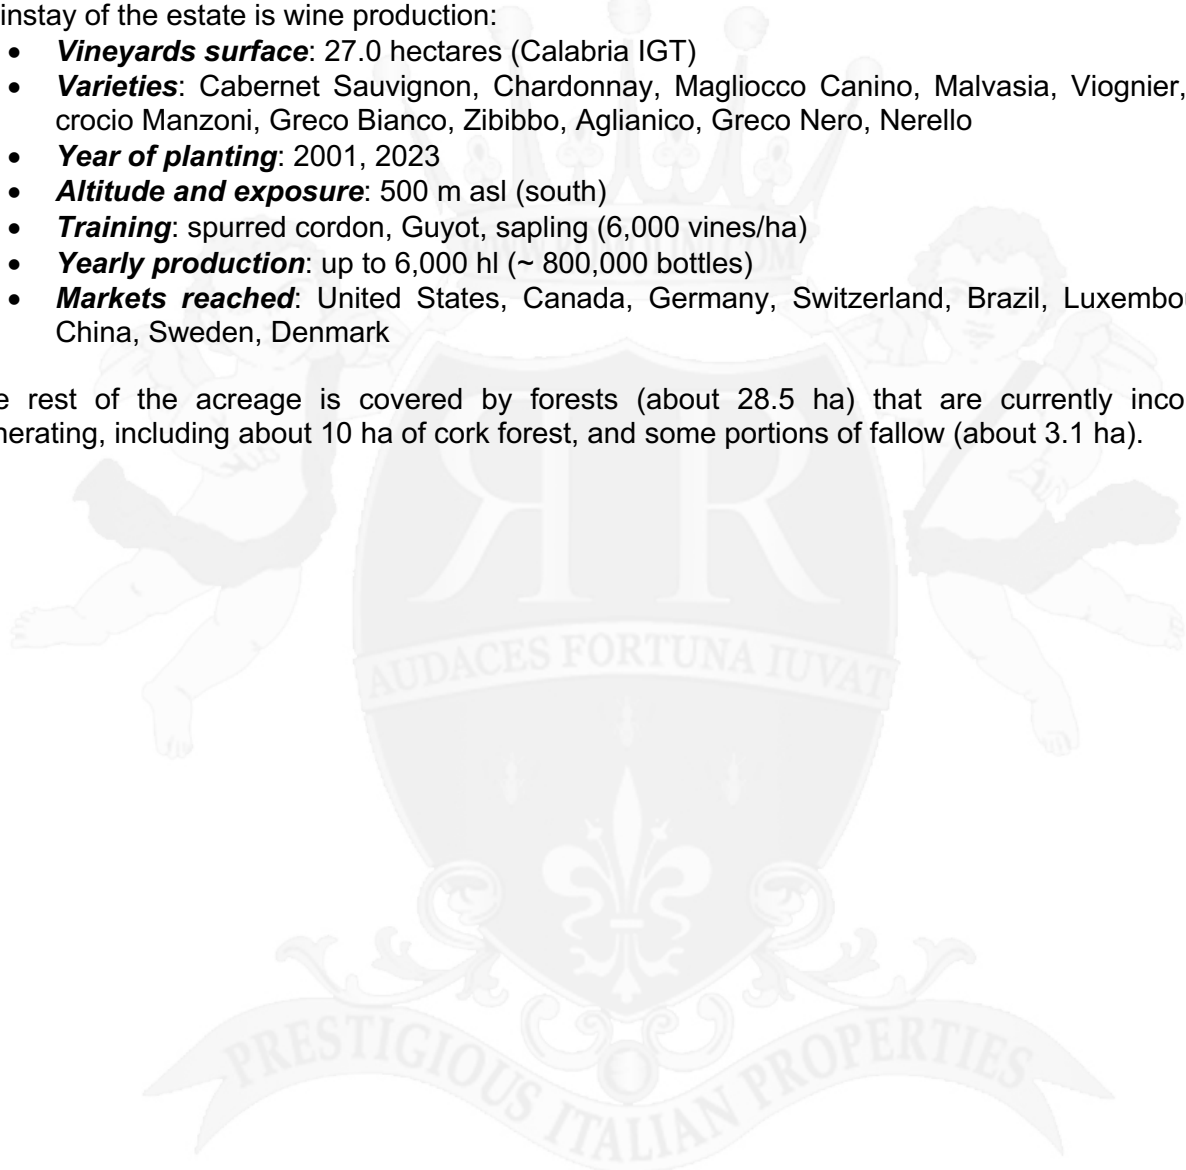 instay of the estate is wine production:
• Vineyards surface: 27.0 hectares (Calabria IGT)
• Varieties: Cabernet Sauvignon, Chardonnay, Magliocco Canino, Malvasia, Viognier,
crocio Manzoni, Greco Bianco, Zibibbo, Aglianico, Greco Nero, Nerello
• Year of planting: 2001, 2023
• Altitude and exposure: 500 m asl (south)
• Training: spurred cordon, Guyot, sapling (6,000 vines/ha)
WWW.ROMOLINI.COM
• Yearly production: up to 6,000 hl (~ 800,000 bottles)
• Markets reached: United States, Canada, Germany, Switzerland, Brazil, Luxembo
China, Sweden, Denmark
e rest of the acreage is covered by forests (about 28.5 ha) that are currently inco
nerating, including about 10 ha of cork forest, and some portions of fallow (about 3.1 ha).
RR
AUDACES FORTUNA IUVAT
PRESTIGIOUS ITALIAN PROPERTIES